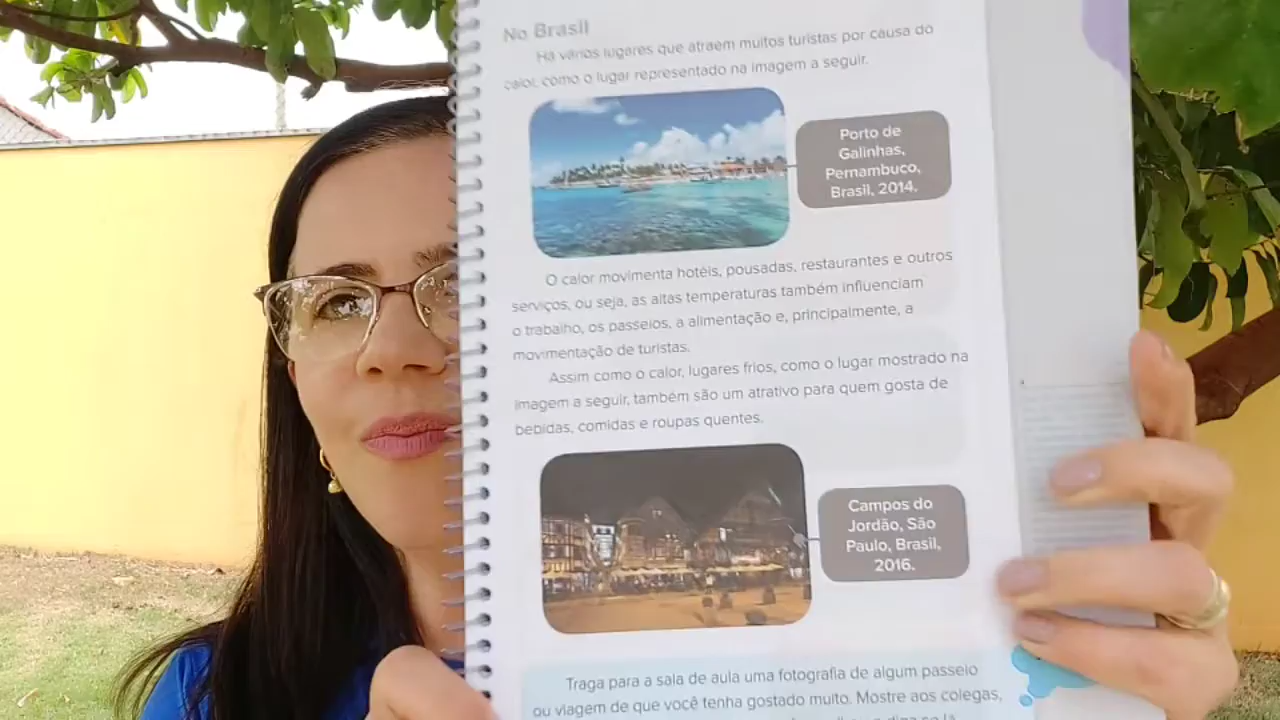 No Brasil
Há vários lugares que atraem muitos turistas por causa do
calor, como o lugar representado na imagem a seguir.
Porto de
Galinhas,
Pernambuco,
Brasil, 2014.
O calor movimenta hotéis, pousadas, restaurantes e outros
serviços, ou seja, as altas temperaturas também influenciam
o trabalho, os passeios, a alimentação e, principalmente, a
movimentação de turistas.
Assim como o calor, lugares frios, como o lugar mostrado na
imagem a seguir, também são um atrativo para quem gosta de
bebidas, comidas e roupas quentes.
Campos do
Jordão, São
Paulo, Brasil,
2016.
Traga para a sala de aula uma fotografia de algum passeio
ou viagem de que você tenha gostado muito. Mostre aos colegas,